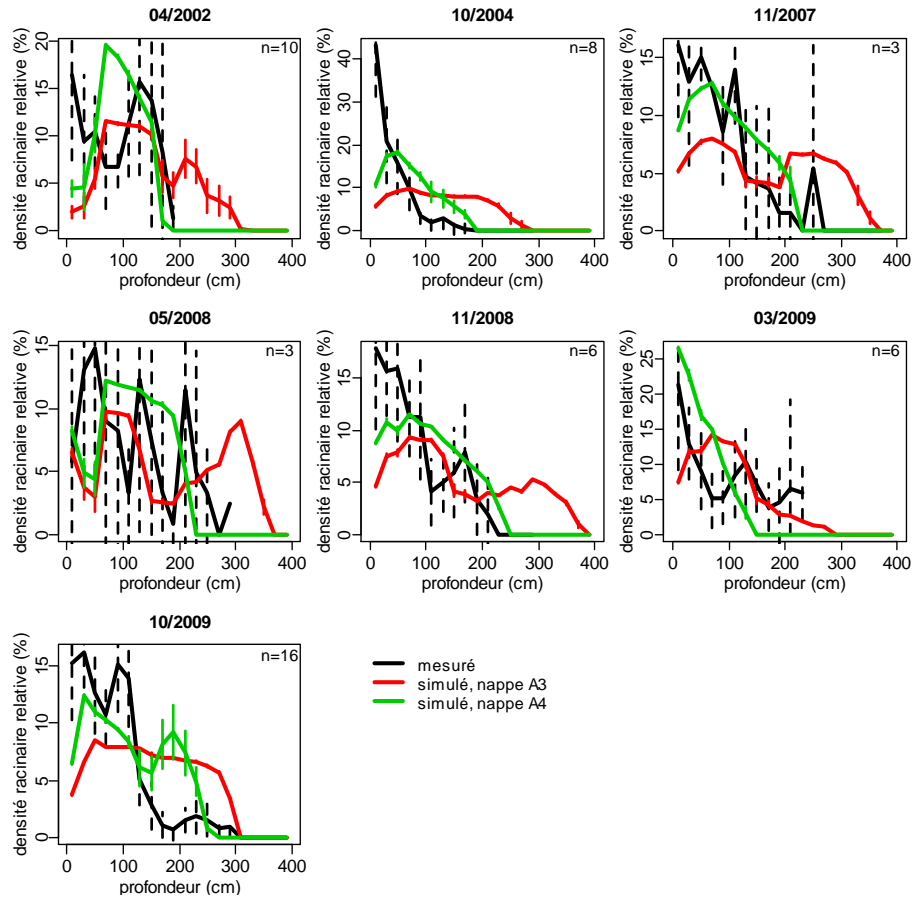 04/2002
n=10
densité racinaire relative (%)
0 5 10 15 20
0 100 200 300 400
profondeur (cm)
10/2004
n=8
densité racinaire relative (%)
0 10 20 30 40
0 100 200 300 400
profondeur (cm)
11/2007
n=3
densité racinaire relative (%)
0 5 10 15
0 100 200 300 400
profondeur (cm)
05/2008
n=3
densité racinaire relative (%)
0 5 10 15
0 100 200 300 400
profondeur (cm)
11/2008
n=6
densité racinaire relative (%)
0 5 10 15
0 100 200 300 400
profondeur (cm)
03/2009
n=6
densité racinaire relative (%)
0 5 10 15 20 25
0 100 200 300 400
profondeur (cm)
10/2009
n=16
densité racinaire relative (%)
0 5 10 15
0 100 200 300 400
profondeur (cm)
mesuré
simulé, nappe A3
simulé, nappe A4